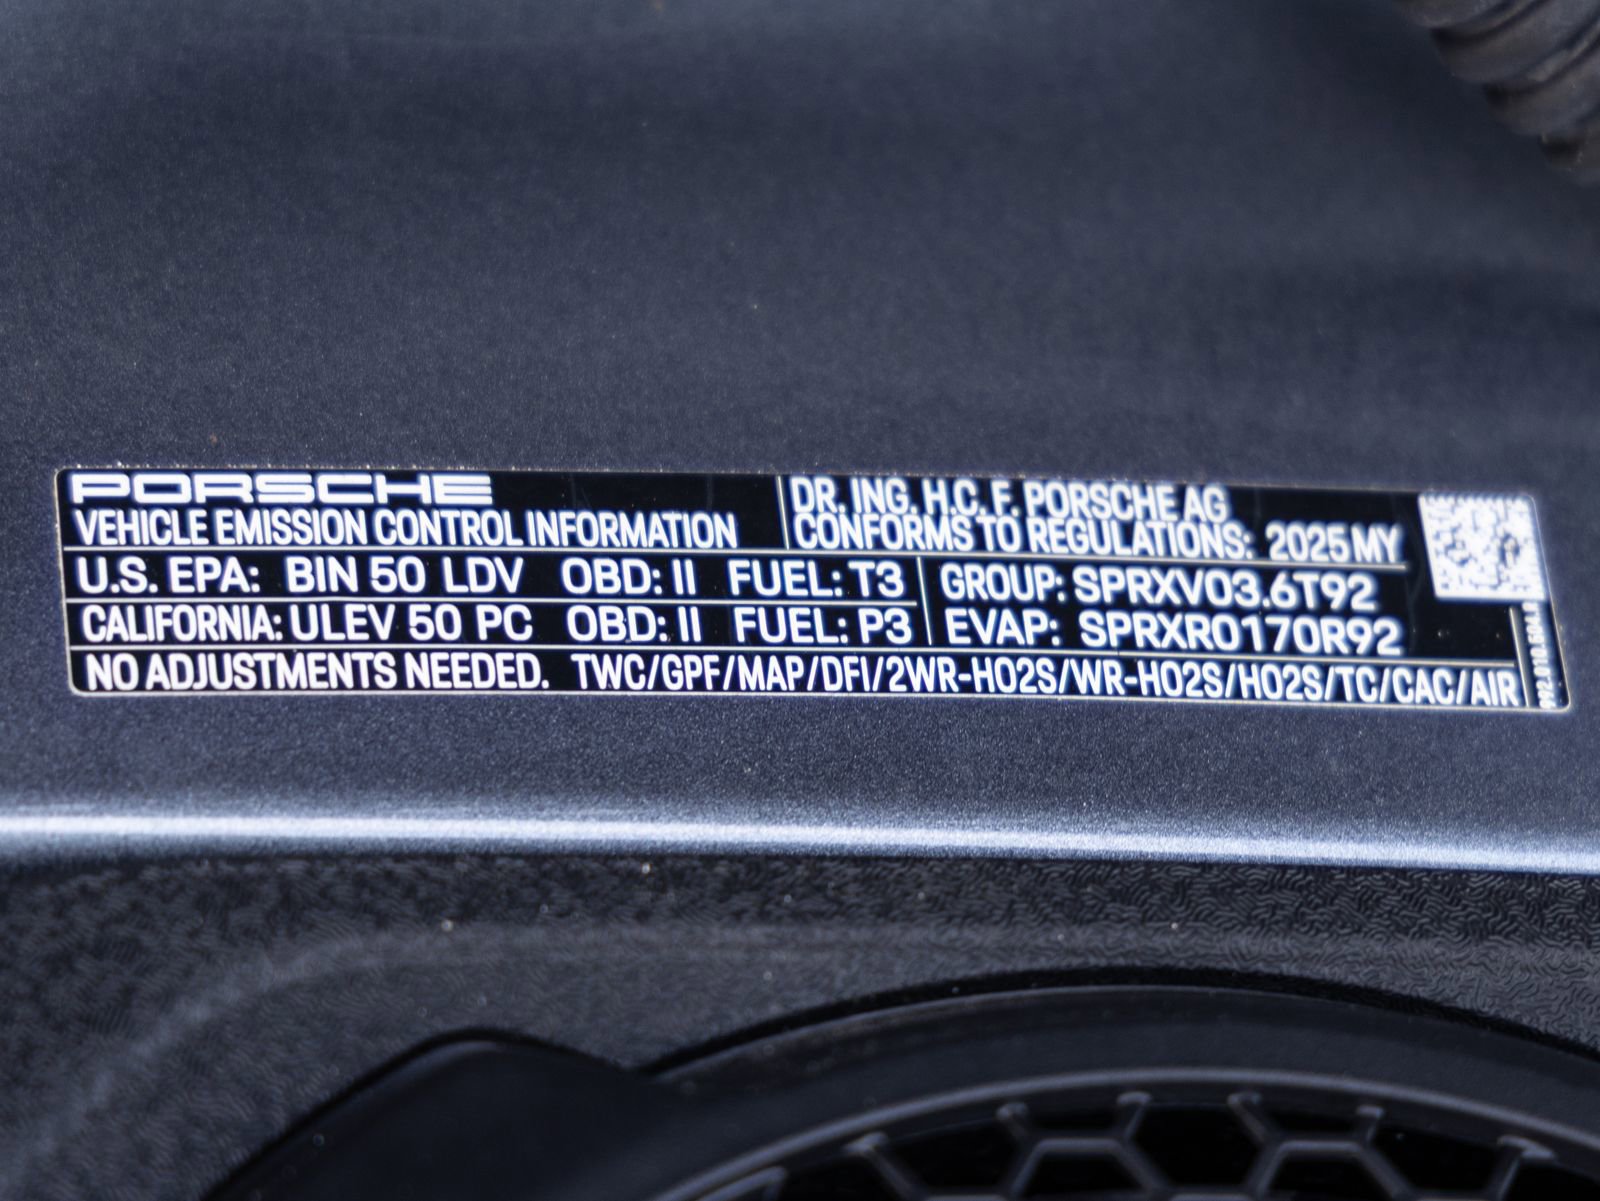 PORSCHE
VEHICLE EMISSION CONTROL INFORMATION
DR. ING. H.C. F. PORSCHE AG
CONFORMS TO REGULATIONS: 2025 MY
U.S. EPA: BIN 50 LDV OBD: II FUEL: T3
CALIFORNIA: ULEV 50 PC OBD: II FUEL: P3
GROUP: SPRXV03.6T92
EVAP: SPRXR0170R92
NO ADJUSTMENTS NEEDED. TWC/GPF/MAP/DFI/2WR-HO2S/WR-HO2S/HO2S/TC/CAC/AIR